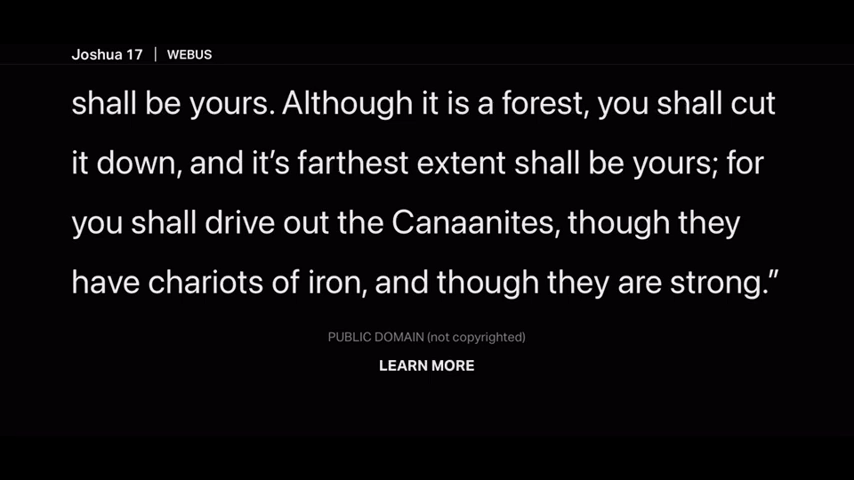 Joshua 17 | WEBUS
shall be yours. Although it is a forest, you shall cut
it down, and it’s farthest extent shall be yours; for
you shall drive out the Canaanites, though they
have chariots of iron, and though they are strong.”
PUBLIC DOMAIN (not copyrighted)
LEARN MORE